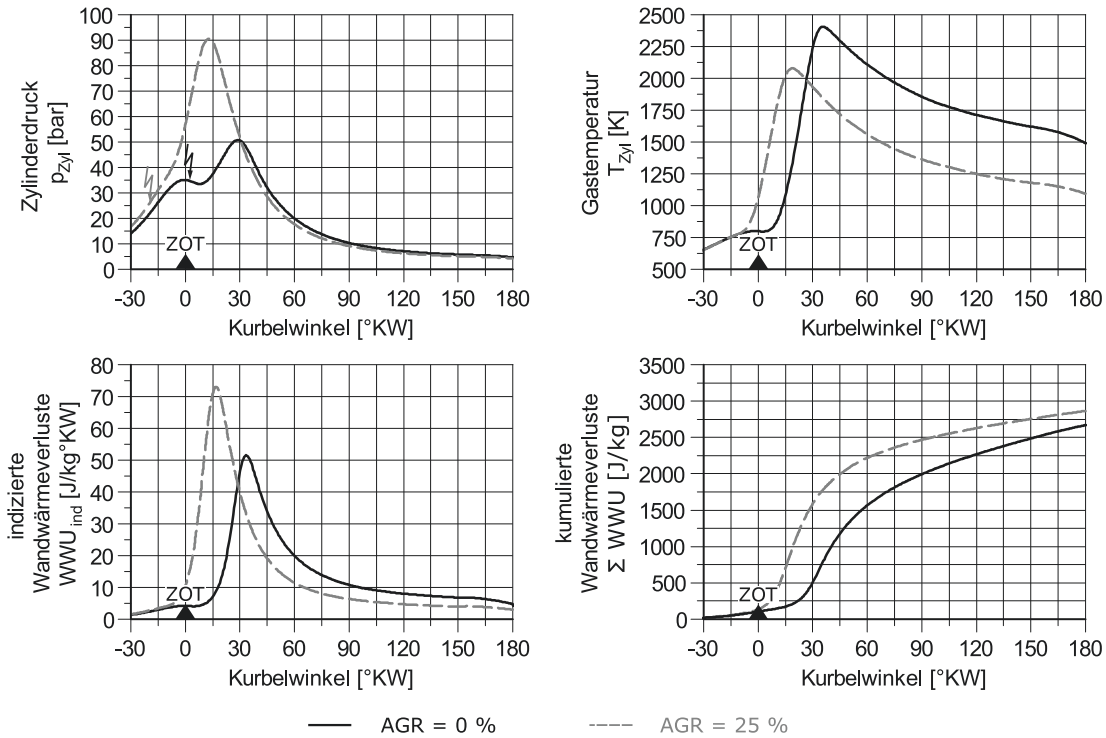 Zylinderdruck
p_Zyl [bar]
100
90
80
70
60
50
40
30
20
10
0
ZOT
-30 0 30 60 90 120 150 180
Kurbelwinkel [°KW]
Gastemperatur
T_Zyl [K]
2500
2250
2000
1750
1500
1250
1000
750
500
ZOT
-30 0 30 60 90 120 150 180
Kurbelwinkel [°KW]
indizierte
Wandwärmeverluste
WWU_ind [J/kg°KW]
80
70
60
50
40
30
20
10
0
ZOT
-30 0 30 60 90 120 150 180
Kurbelwinkel [°KW]
kumulierte
Wandwärmeverluste
Σ WWU [J/kg]
3500
3000
2500
2000
1500
1000
500
0
ZOT
-30 0 30 60 90 120 150 180
Kurbelwinkel [°KW]
AGR = 0 % AGR = 25 %